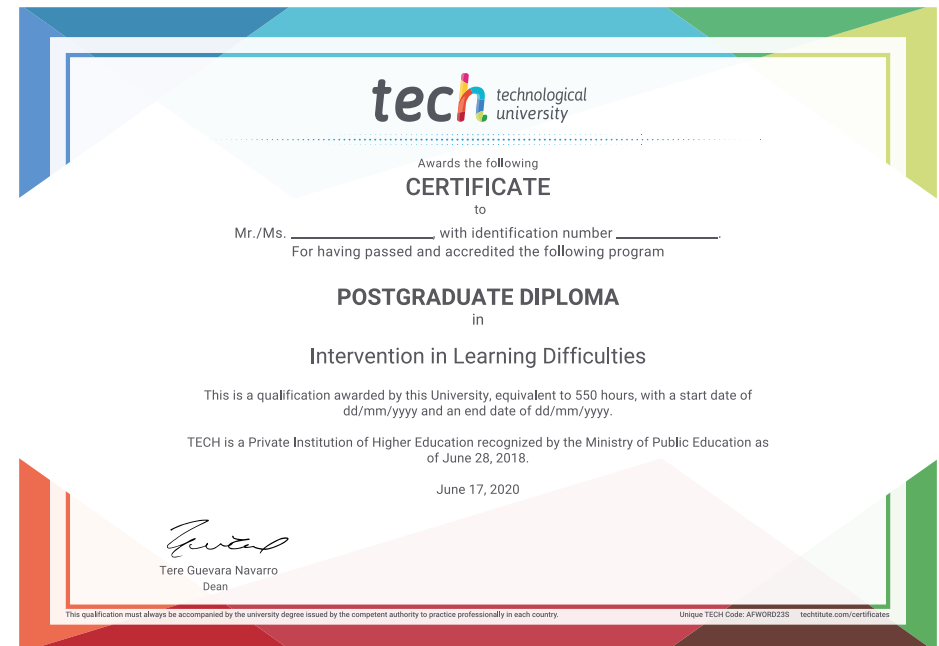 tech technological
university
Awards the following
CERTIFICATE
to
Mr./Ms. ____________________, with identification number ______________.
For having passed and accredited the following program
POSTGRADUATE DIPLOMA
in
Intervention in Learning Difficulties
This is a qualification awarded by this University, equivalent to 550 hours, with a start date of
dd/mm/yyyy and an end date of dd/mm/yyyy.
TECH is a Private Institution of Higher Education recognized by the Ministry of Public Education as
of June 28, 2018.
June 17, 2020
Tere Guevara Navarro
Dean
This qualification must always be accompanied by the university degree issued by the competent authority to practice professionally in each country.
Unique TECH Code: AFWORD23S techtitute.com/certificates